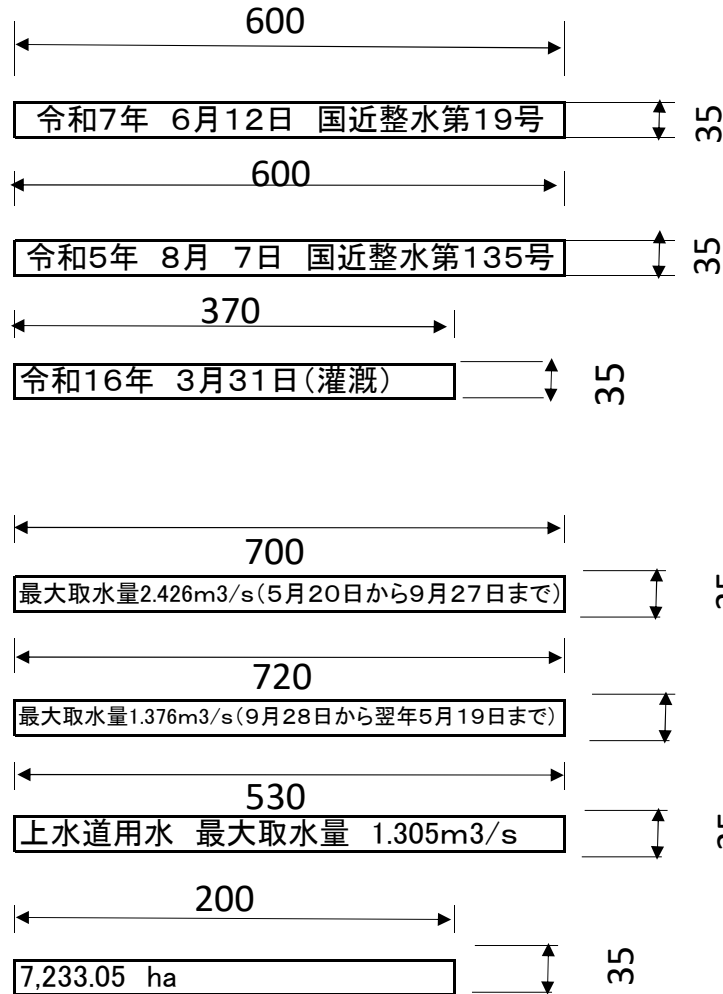 600
令和7年　6月12日　国近整水第19号
35
600
令和5年　8月　7日　国近整水第135号
35
370
令和16年　3月31日（灌漑）
35
700
最大取水量2.426m3/s（5月20日から9月27日まで）
720
最大取水量1.376m3/s（9月28日から翌年5月19日まで）
530
上水道用水　最大取水量　1.305m3/s
200
7,233.05　ha
35